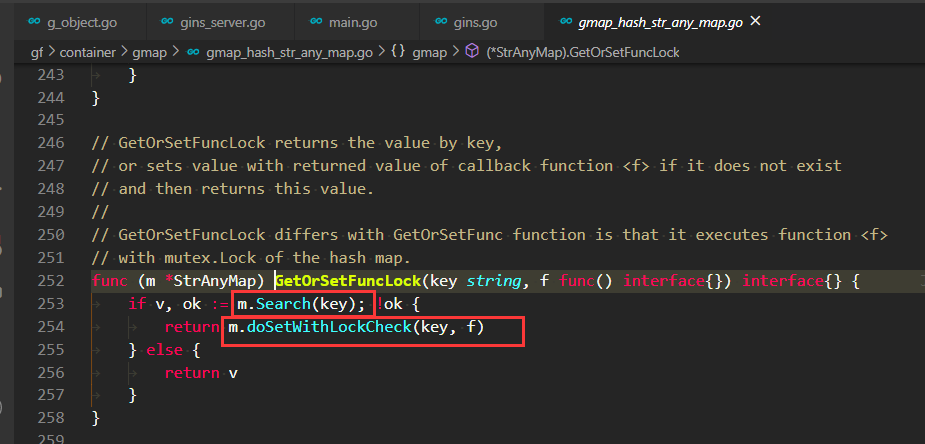 g_object.go gins_server.go main.go gins.go gmap_hash_str_any_map.go
gf > container > gmap > gmap_hash_str_any_map.go > {} gmap > (*StrAnyMap).GetOrSetFuncLock
243 }
244 }
245
246 // GetOrSetFuncLock returns the value by key,
247 // or sets value with returned value of callback function <f> if it does not exist
248 // and then returns this value.
249 //
250 // GetOrSetFuncLock differs with GetOrSetFunc function is that it executes function <f>
251 // with mutex.Lock of the hash map.
252 func (m *StrAnyMap) GetOrSetFuncLock(key string, f func() interface{}) interface{} {
253 if v, ok := m.Search(key); !ok {
254 return m.doSetWithLockCheck(key, f)
255 } else {
256 return v
257 }
258 }
259